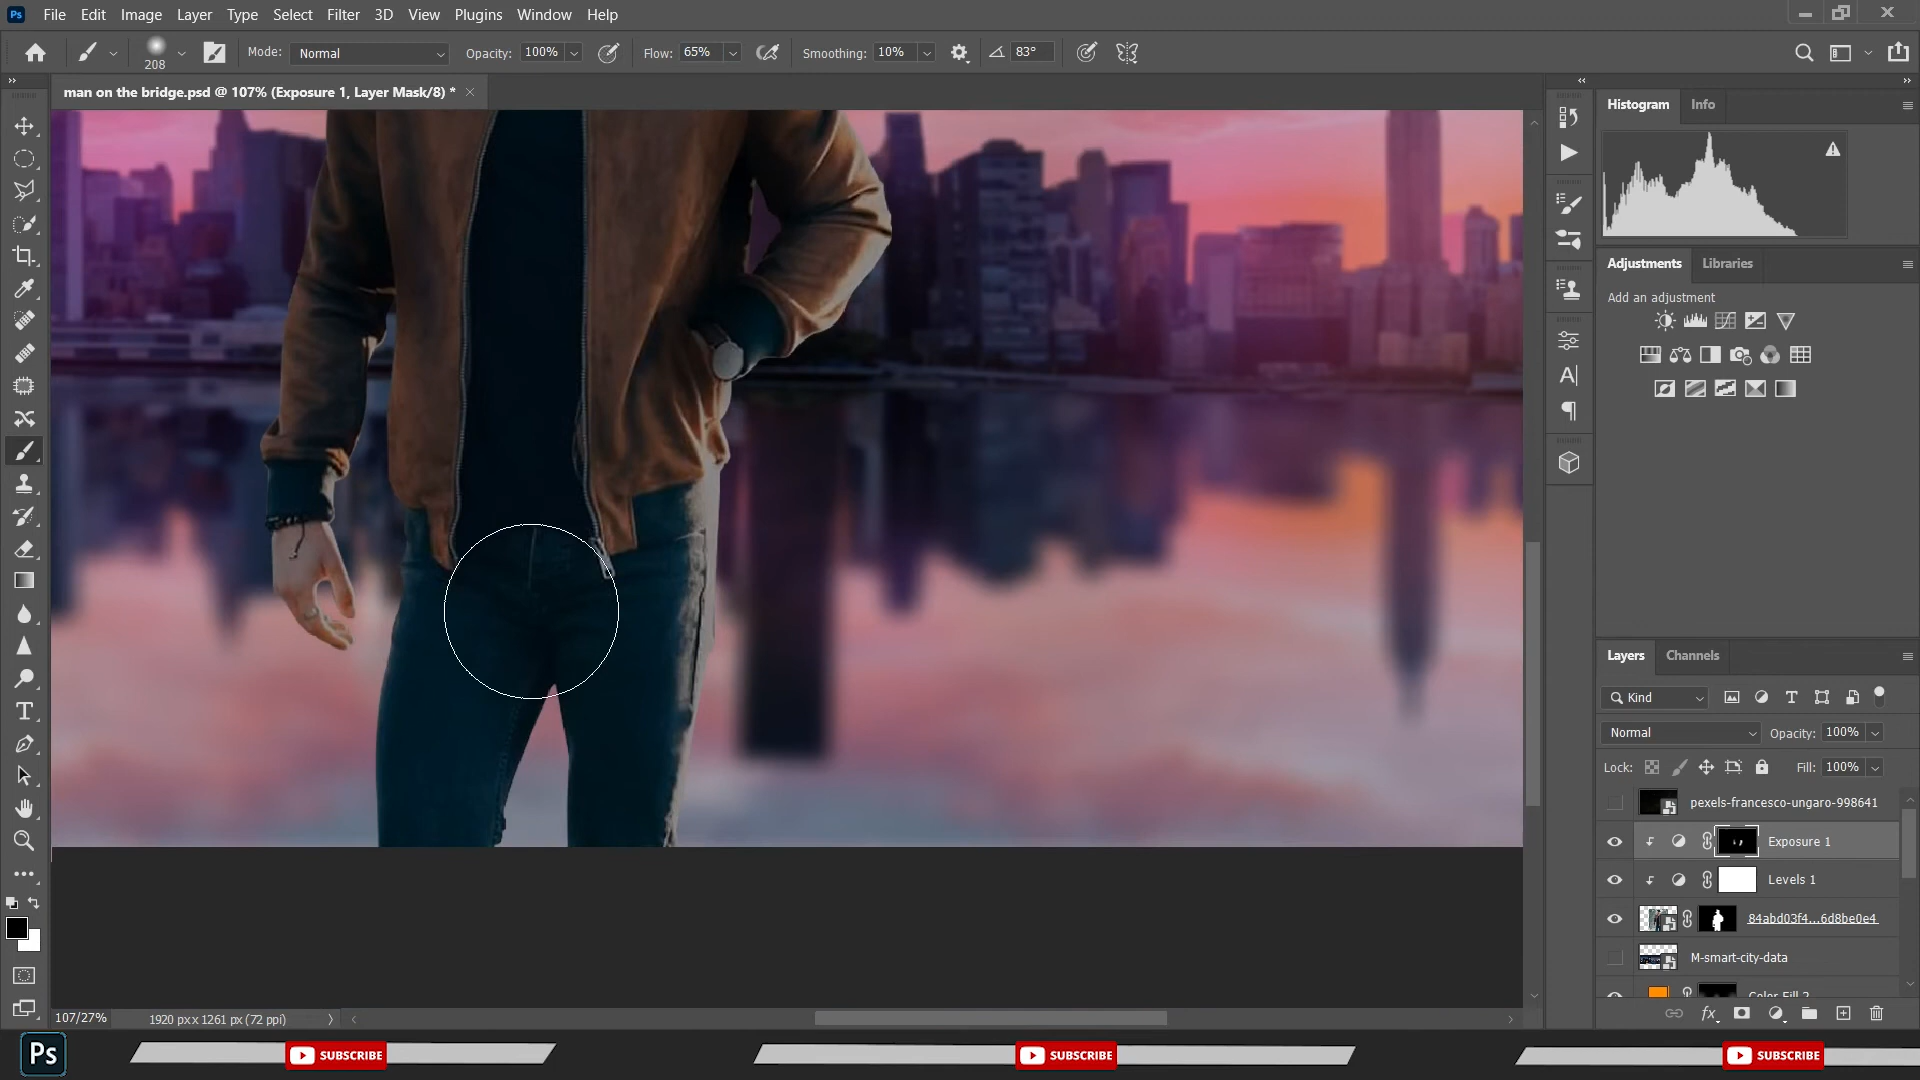 Ps File Edit Image Layer Type Select Filter 3D View Plugins Window Help
208 Mode: Normal Opacity: 100% Flow: 65% Smoothing: 10% 83°
man on the bridge.psd @ 107% (Exposure 1, Layer Mask/8) *
Histogram Info
Adjustments Libraries
Add an adjustment
Layers Channels
Kind
Normal Opacity: 100%
Lock: Fill: 100%
pexels-francesco-ungaro-998641
Exposure 1
Levels 1
84abd03f4...6d8be0e4
M-smart-city-data
Color Fill 2
107/27% 1920 px x 1261 px (72 ppi)
Ps SUBSCRIBE SUBSCRIBE SUBSCRIBE